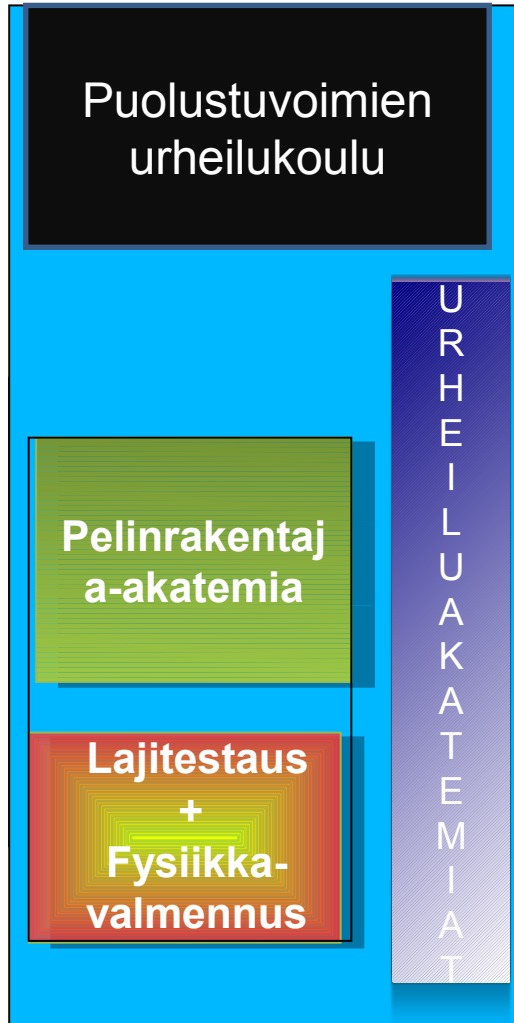 Puolustuvoimien
urheilukoulu
Pelinrakentaj
a-akatemia
Lajitestaus
+
Fysiikka-
valmennus
U
R
H
E
I
L
U
A
K
A
T
E
M
I
A
T